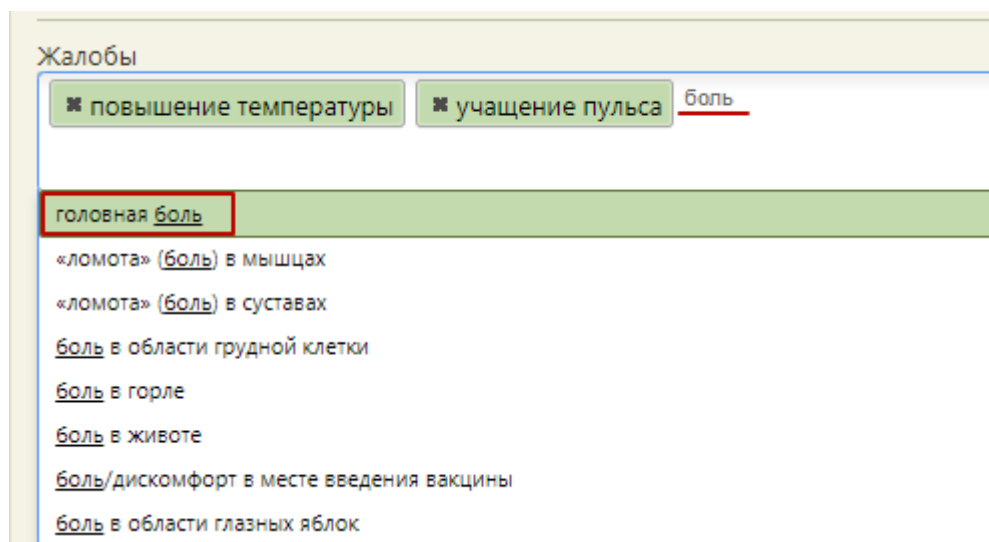 Жалобы
✖ повышение температуры ✖ учащение пульса боль
головная боль
«ломота» (боль) в мышцах
«ломота» (боль) в суставах
боль в области грудной клетки
боль в горле
боль в животе
боль/дискомфорт в месте введения вакцины
боль в области глазных яблок